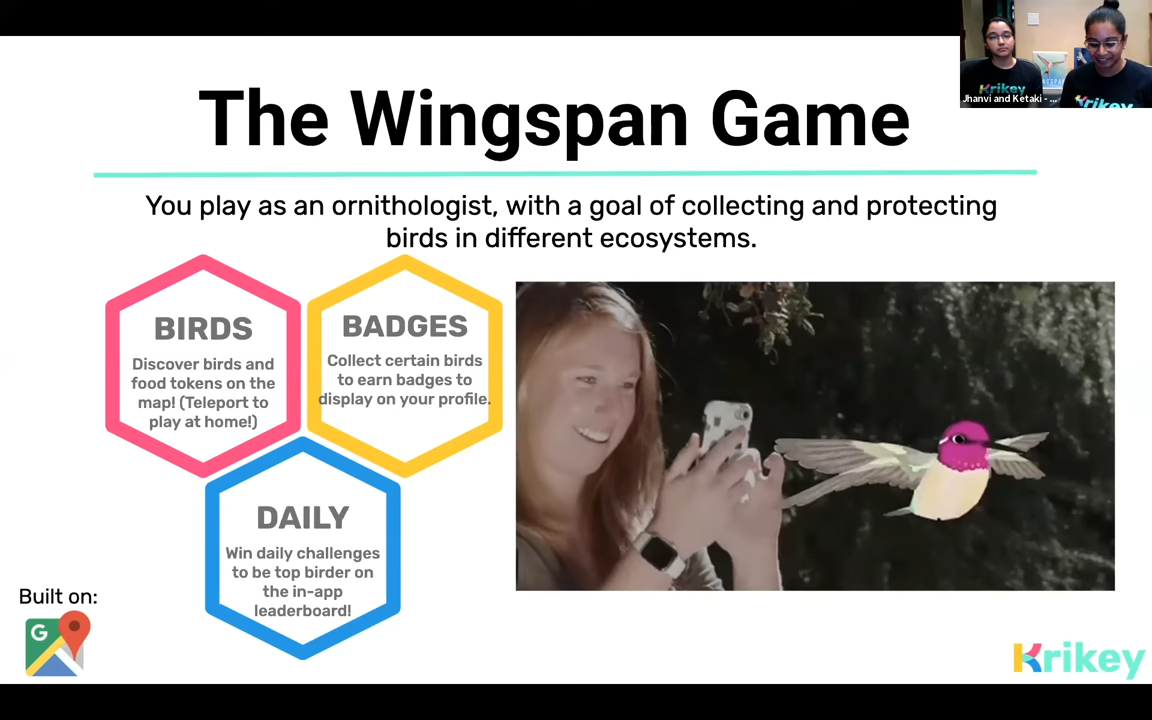 The Wingspan Game
You play as an ornithologist, with a goal of collecting and protecting
birds in different ecosystems.
BIRDS
Discover birds and
food tokens on the
map! (Teleport to
play at home!)
BADGES
Collect certain birds
to earn badges to
display on your profile.
DAILY
Win daily challenges
to be top birder on
the in-app
leaderboard!
Built on:
G
Krikey
Krikey
Krikey
Jhanvi and Ketaki - ...